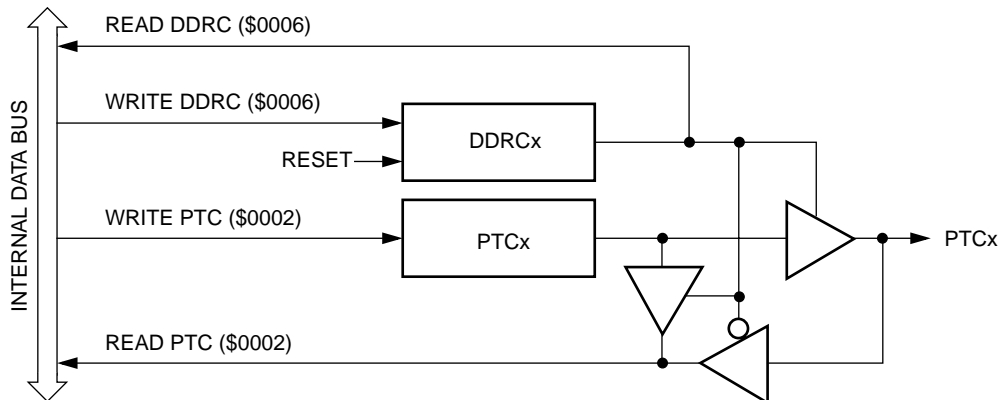 READ DDRC ($0006)
WRITE DDRC ($0006)
RESET
DDRCx
WRITE PTC ($0002)
PTCx
PTCx
READ PTC ($0002)
INTERNAL DATA BUS